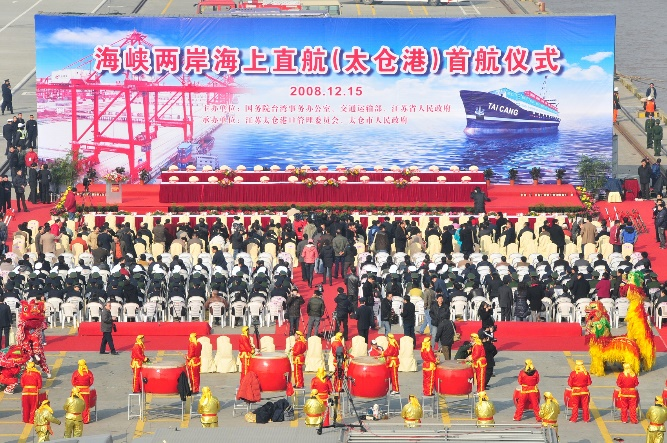 海峡两岸海上直航(太仓港)首航仪式
2008.12.15
主办单位：国务院台湾事务办公室、交通运输部、江苏省人民政府
承办单位：江苏太仓港口管理委员会、太仓市人民政府
TAI CANG